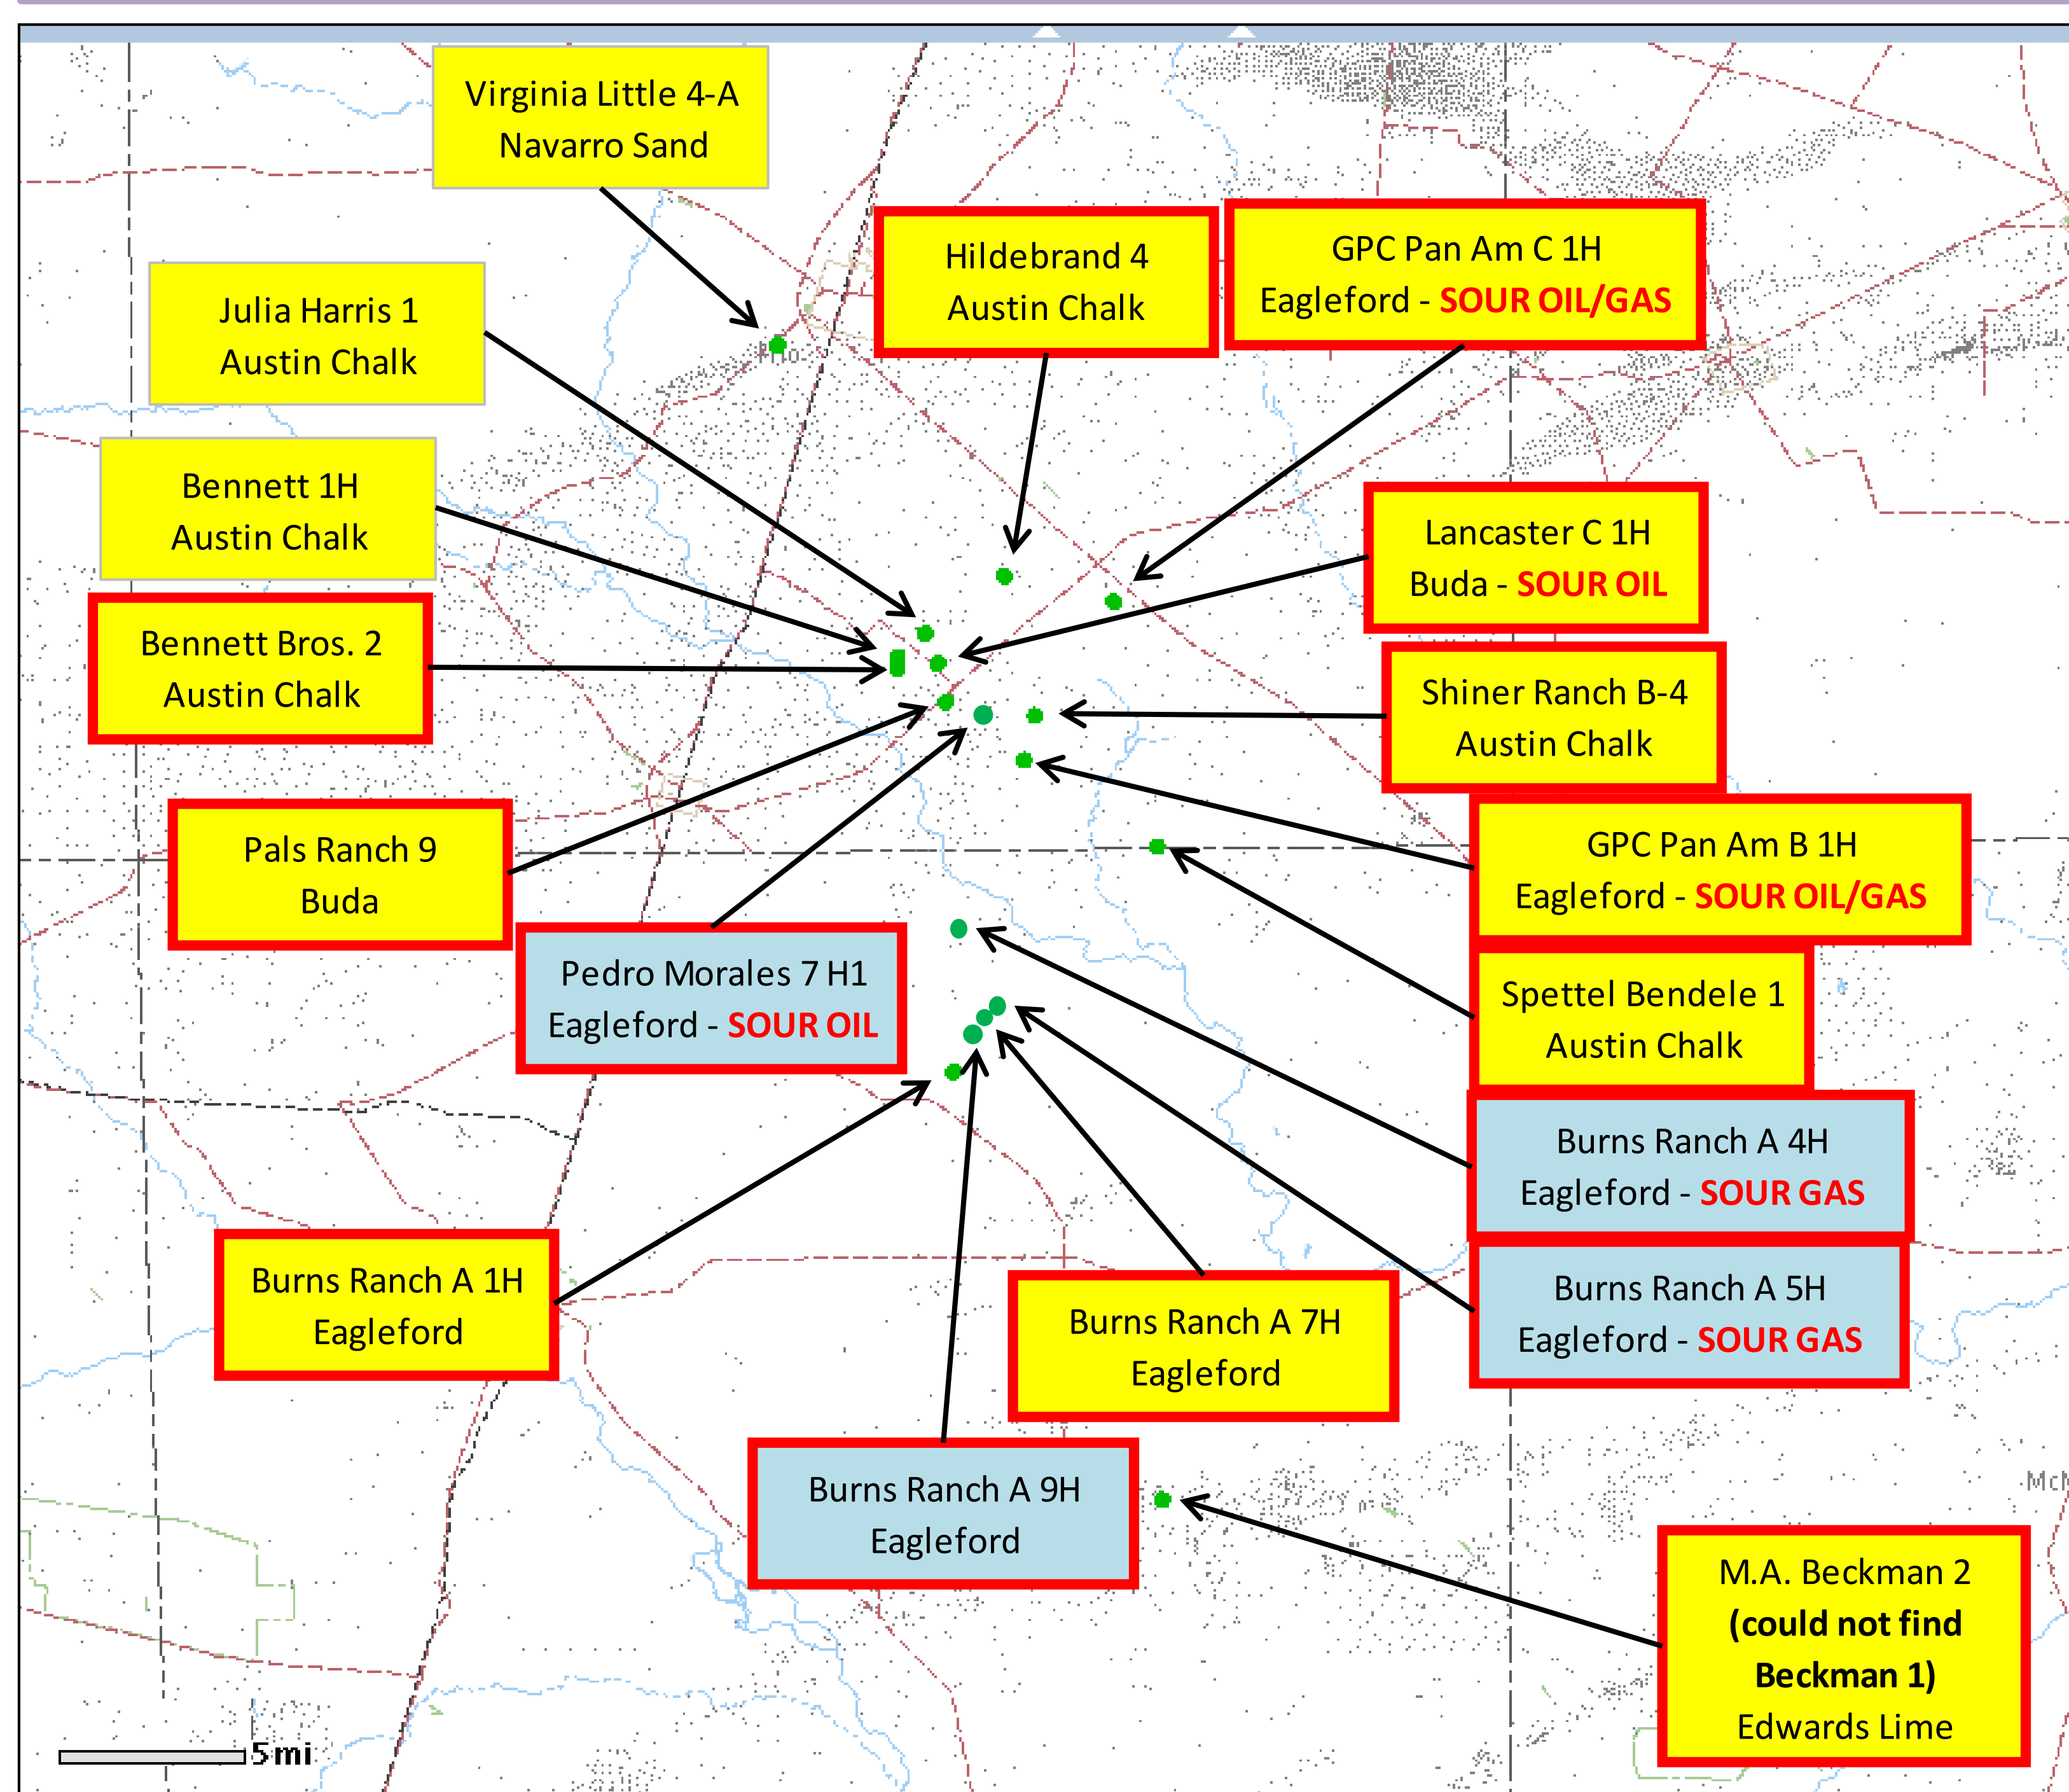 Virginia Little 4-A
Navarro Sand
Hildebrand 4
Austin Chalk
GPC Pan Am C 1H
Eagleford - SOUR OIL/GAS
Julia Harris 1
Austin Chalk
Bennett 1H
Austin Chalk
Lancaster C 1H
Buda - SOUR OIL
Bennett Bros. 2
Austin Chalk
Shiner Ranch B-4
Austin Chalk
Pals Ranch 9
Buda
GPC Pan Am B 1H
Eagleford - SOUR OIL/GAS
Pedro Morales 7 H1
Eagleford - SOUR OIL
Spettel Bendele 1
Austin Chalk
Burns Ranch A 4H
Eagleford - SOUR GAS
Burns Ranch A 1H
Eagleford
Burns Ranch A 7H
Eagleford
Burns Ranch A 5H
Eagleford - SOUR GAS
Burns Ranch A 9H
Eagleford
M.A. Beckman 2
(could not find
Beckman 1)
Edwards Lime
5mi